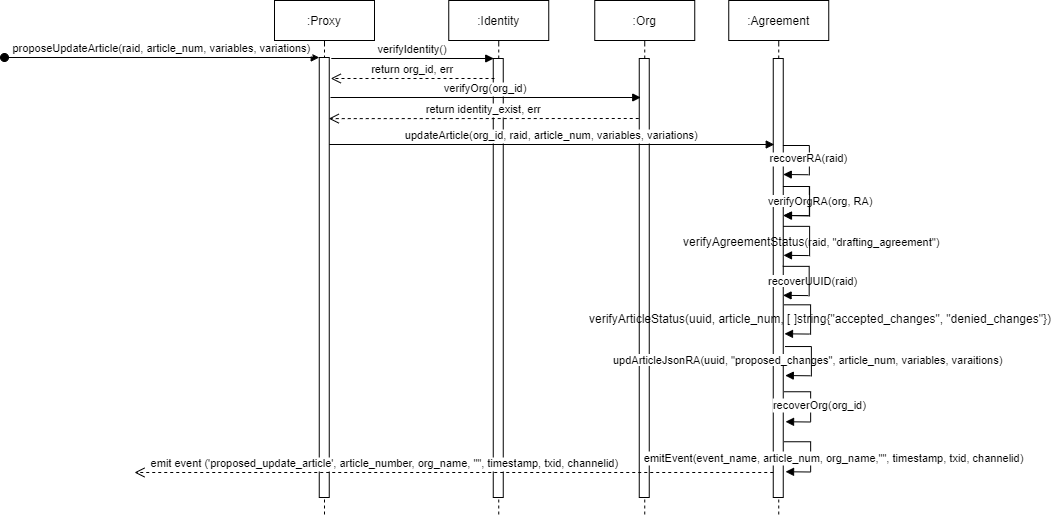 :Proxy
:Identity
:Org
:Agreement
proposeUpdateArticle(raid, article_num, variables, variations)
verifyIdentity()
return org_id, err
verifyOrg(org_id)
return identity_exist, err
updateArticle(org_id, raid, article_num, variables, variations)
recoverRA(raid)
verifyOrgRA(org, RA)
verifyAgreementStatus(raid, "drafting_agreement")
recoverUUID(raid)
verifyArticleStatus(uuid, article_num, [ ]string{"accepted_changes", "denied_changes"})
updArticleJsonRA(uuid, "proposed_changes", article_num, variables, varaitions)
recoverOrg(org_id)
emitEvent(event_name, article_num, org_name,"", timestamp, txid, channelid)
emit event ('proposed_update_article', article_number, org_name, "", timestamp, txid, channelid)